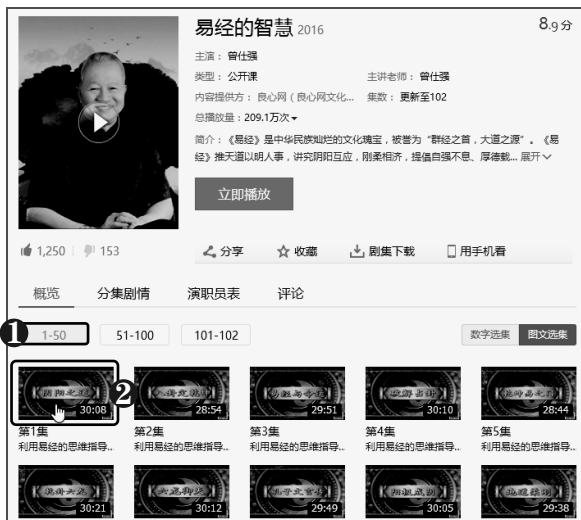 易经的智慧 2016
8.9分
主演： 曾仕强
类型： 公开课 主讲老师： 曾仕强
内容提供方： 良心网（良心网文化... 集数： 更新至102
总播放量：209.1万次
简介：《易经》是中华民族灿烂的文化瑰宝，被誉为“群经之首，大道之源”。《易
经》推天道以明人事，讲究阴阳互应，刚柔相济，提倡自强不息、厚德载... 展开
立即播放
1,250 153 分享 收藏 剧集下载 用手机看
概览 分集剧情 演职员表 评论
1 1-50 51-100 101-102 数字选集 图文选集
阴阳之道
易经与命运
2
30:08 28:54 29:51 30:10 28:44
第1集 第2集 第3集 第4集 第5集
利用易经的思维指导... 利用易经的思维指导... 利用易经的思维指导... 利用易经的思维指导... 利用易经的思维指导...
30:21 30:12 29:49 30:05 29:38